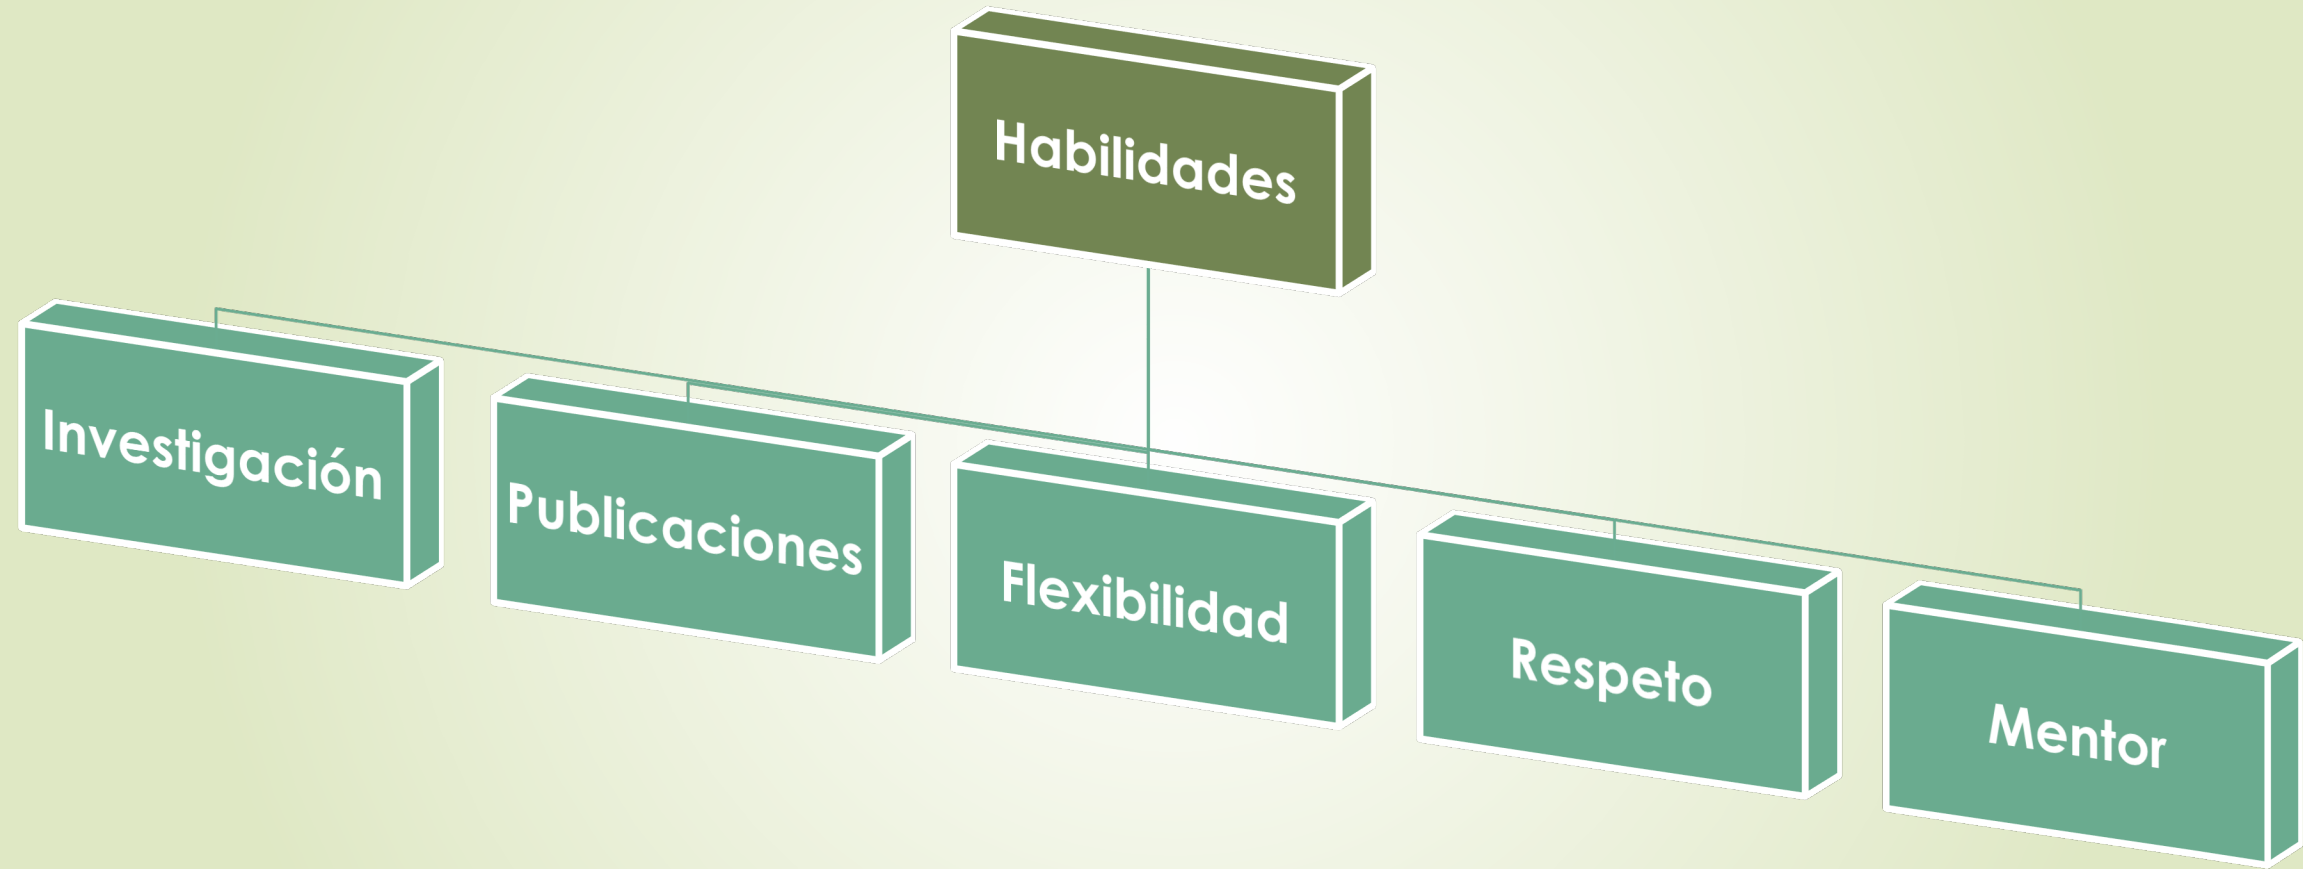 Habilidades
Investigación
Publicaciones
Flexibilidad
Respeto
Mentor